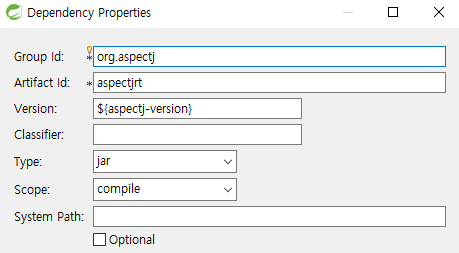 Dependency Properties
Group Id: * org.aspectj
Artifact Id: * aspectjrt
Version: ${aspectj-version}
Classifier:
Type: jar
Scope: compile
System Path:
Optional